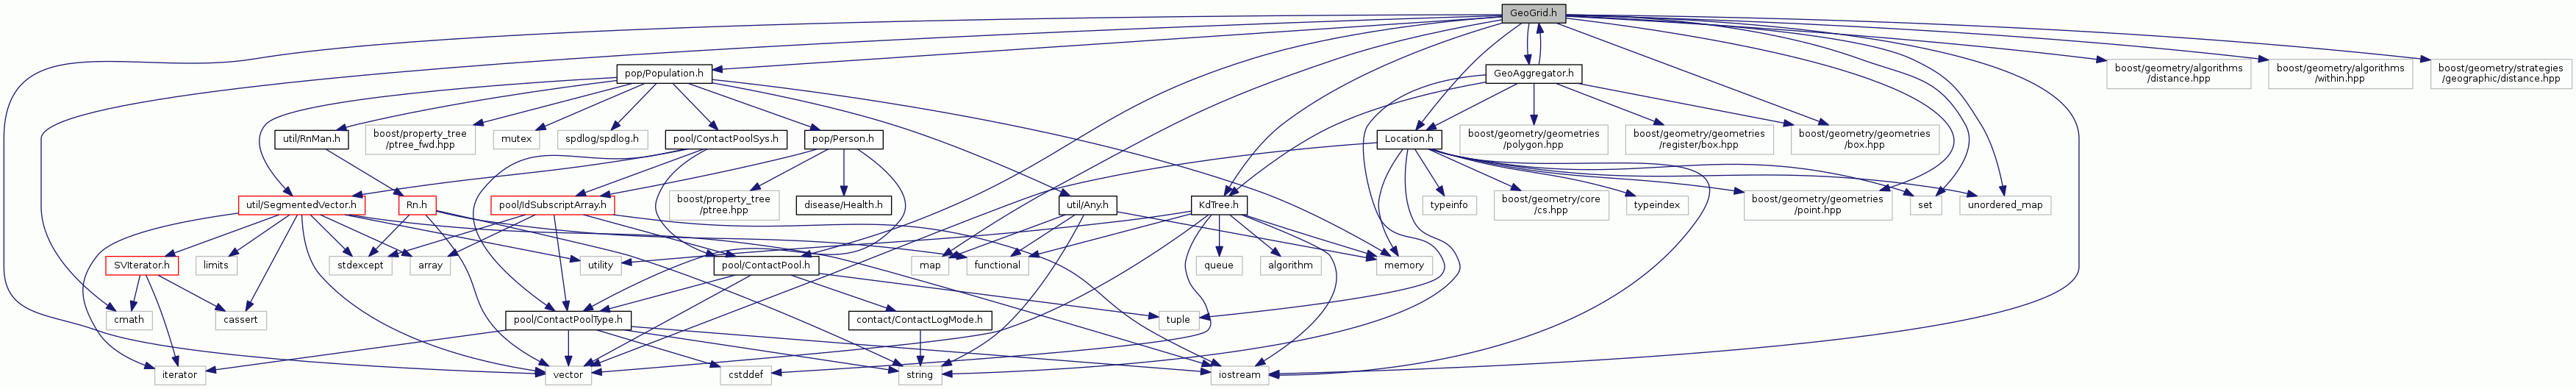 GeoGrid.h
pop/Population.h
GeoAggregator.h
boost/geometry/algorithms
/distance.hpp
boost/geometry/algorithms
/within.hpp
boost/geometry/strategies
/geographic/distance.hpp
util/RnMan.h
boost/property_tree
/ptree_fwd.hpp
mutex
spdlog/spdlog.h
pool/ContactPoolSys.h
pop/Person.h
Location.h
boost/geometry/geometries
/polygon.hpp
boost/geometry/geometries
/register/box.hpp
boost/geometry/geometries
/box.hpp
util/SegmentedVector.h
Rn.h
pool/IdSubscriptArray.h
boost/property_tree
/ptree.hpp
disease/Health.h
util/Any.h
KdTree.h
typeinfo
boost/geometry/core
/cs.hpp
typeindex
boost/geometry/geometries
/point.hpp
set
unordered_map
SVIterator.h
limits
stdexcept
array
utility
pool/ContactPool.h
map
functional
queue
algorithm
memory
cmath
cassert
pool/ContactPoolType.h
contact/ContactLogMode.h
tuple
iterator
vector
cstddef
string
iostream